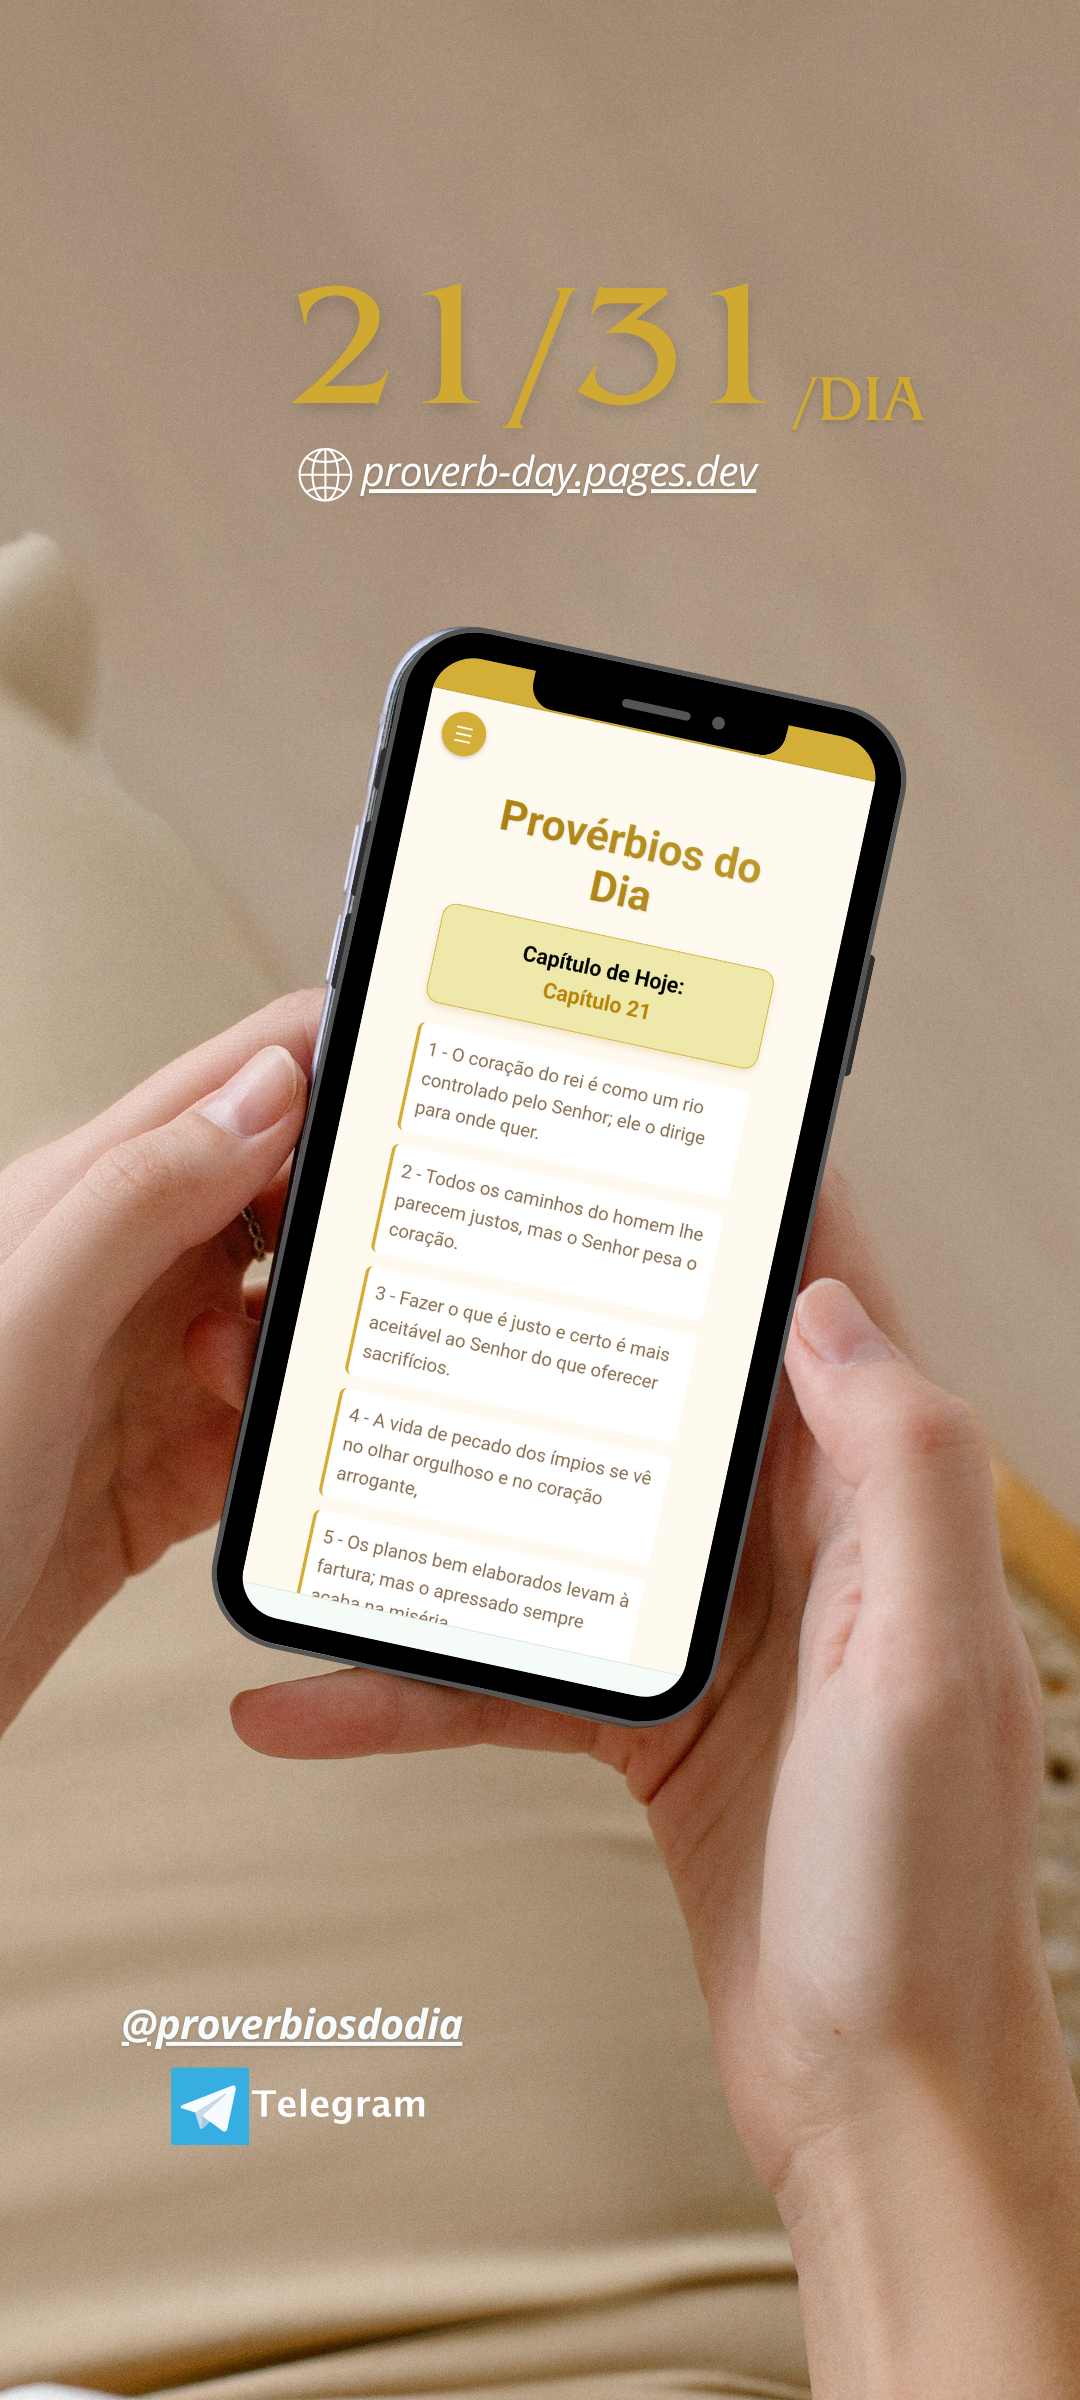 21/31 /DIA
proverb-day.pages.dev
Provérbios do
Dia
Capítulo de Hoje:
Capítulo 21
1 - O coração do rei é como um rio
controlado pelo Senhor; ele o dirige
para onde quer.
2 - Todos os caminhos do homem lhe
parecem justos, mas o Senhor pesa o
coração.
3 - Fazer o que é justo e certo é mais
aceitável ao Senhor do que oferecer
sacrifícios.
4 - A vida de pecado dos ímpios se vê
no olhar orgulhoso e no coração
arrogante,
5 - Os planos bem elaborados levam à
fartura; mas o apressado sempre
acaba na miséria
@proverbiosdodia
Telegram